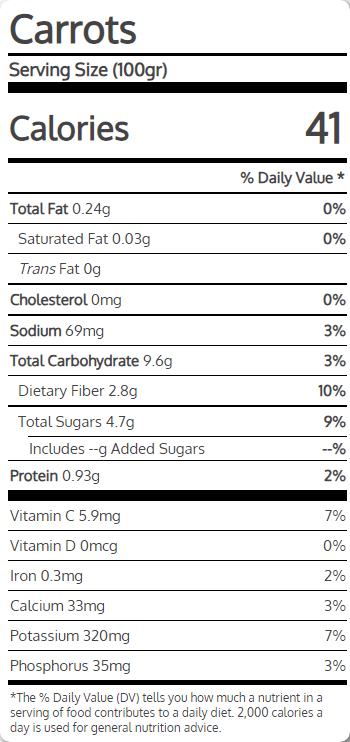 Carrots
Serving Size (100gr)
Calories 41
% Daily Value *
Total Fat 0.24g 0%
Saturated Fat 0.03g 0%
Trans Fat 0g
Cholesterol 0mg 0%
Sodium 69mg 3%
Total Carbohydrate 9.6g 3%
Dietary Fiber 2.8g 10%
Total Sugars 4.7g 9%
Includes --g Added Sugars --%
Protein 0.93g 2%
Vitamin C 5.9mg 7%
Vitamin D 0mcg 0%
Iron 0.3mg 2%
Calcium 33mg 3%
Potassium 320mg 7%
Phosphorus 35mg 3%
*The % Daily Value (DV) tells you how much a nutrient in a
serving of food contributes to a daily diet. 2,000 calories a
day is used for general nutrition advice.